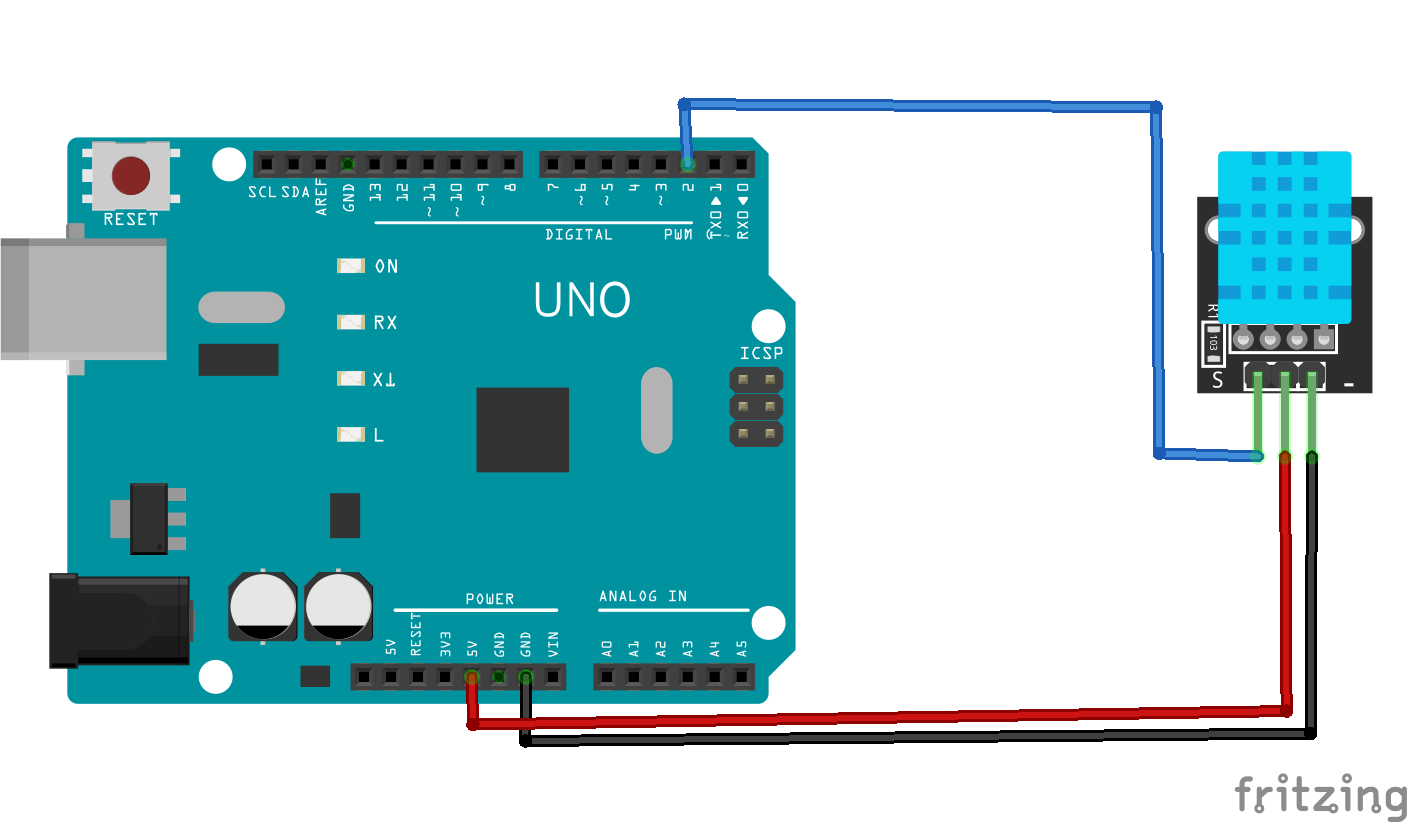 SCL SDA AREF GND 13 12 ~11 ~10 ~9 8 7 ~6 ~5 4 ~3 2 TX0▶1 RX0◀0
RESET
DIGITAL PWM ~
ON
UNO
RX
R1
103
ICSP
TX
S -
L
POWER
ANALOG IN
5V RESET 3V3 5V GND GND VIN A0 A1 A2 A3 A4 A5
fritzing